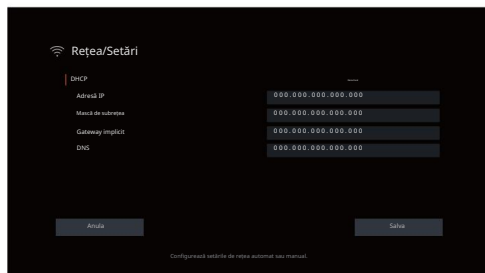 Rețea/Setări
DHCP
Adresă IP 000.000.000.000.000
Mască de subrețea 000.000.000.000.000
Gateway implicit 000.000.000.000.000
DNS 000.000.000.000.000
Anula Salva
Configurează setările de rețea automat sau manual.